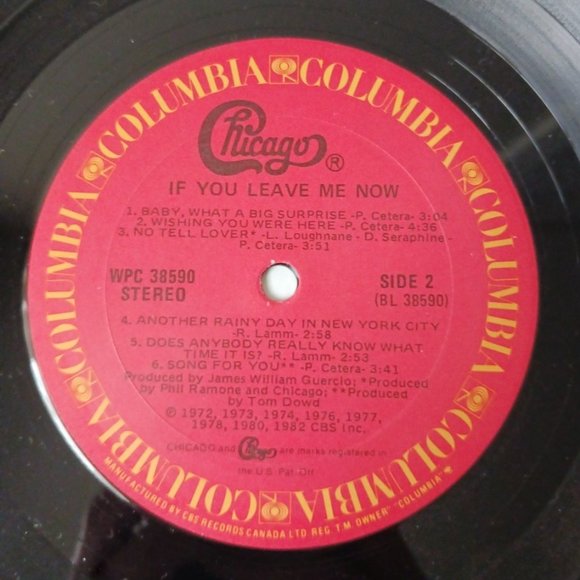 COLUMBIA COLUMBIA COLUMBIA COLUMBIA COLUMBIA COLUMBIA COLUMBIA COLUMBIA
Chicago ®
IF YOU LEAVE ME NOW
1. BABY, WHAT A BIG SURPRISE -P. Cetera- 3:04
2. WISHING YOU WERE HERE -P. Cetera- 4:36
3. NO TELL LOVER* -L. Loughnane - D. Seraphine-
P. Cetera- 3:51
WPC 38590
STEREO
SIDE 2
(BL 38590)
4. ANOTHER RAINY DAY IN NEW YORK CITY
-R. Lamm- 2:58
5. DOES ANYBODY REALLY KNOW WHAT
TIME IT IS? -R. Lamm- 2:53
6. SONG FOR YOU** -P. Cetera- 3:41
Produced by James William Guercio; *Produced
by Phil Ramone and Chicago; **Produced
by Tom Dowd
© 1972, 1973, 1974, 1976, 1977,
1978, 1980, 1982 CBS Inc.
CHICAGO and Chicago are marks registered in
the U.S. Pat. Off.
MANUFACTURED BY CBS RECORDS CANADA LTD REG. T.M. OWNER "COLUMBIA"